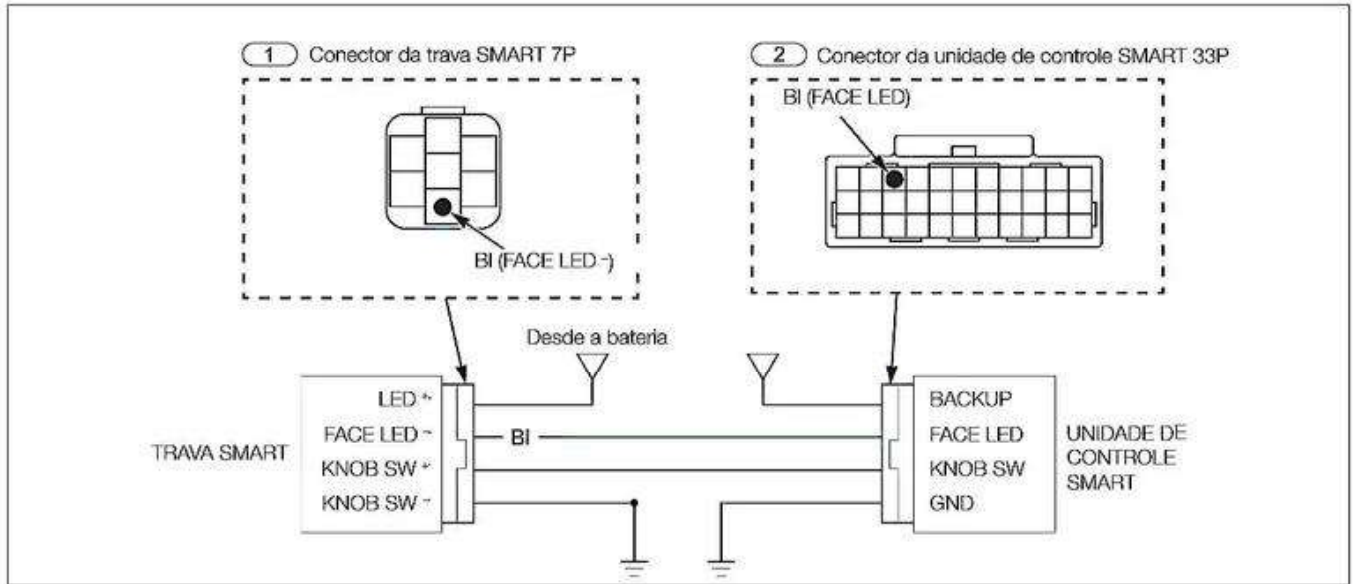 1 Conector da trava SMART 7P
2 Conector da unidade de controle SMART 33P
BI (FACE LED)
BI (FACE LED -)
Desde a bateria
LED +
BACKUP
FACE LED -
BI
FACE LED
TRAVA SMART
UNIDADE DE
CONTROLE
SMART
KNOB SW +
KNOB SW
KNOB SW -
GND